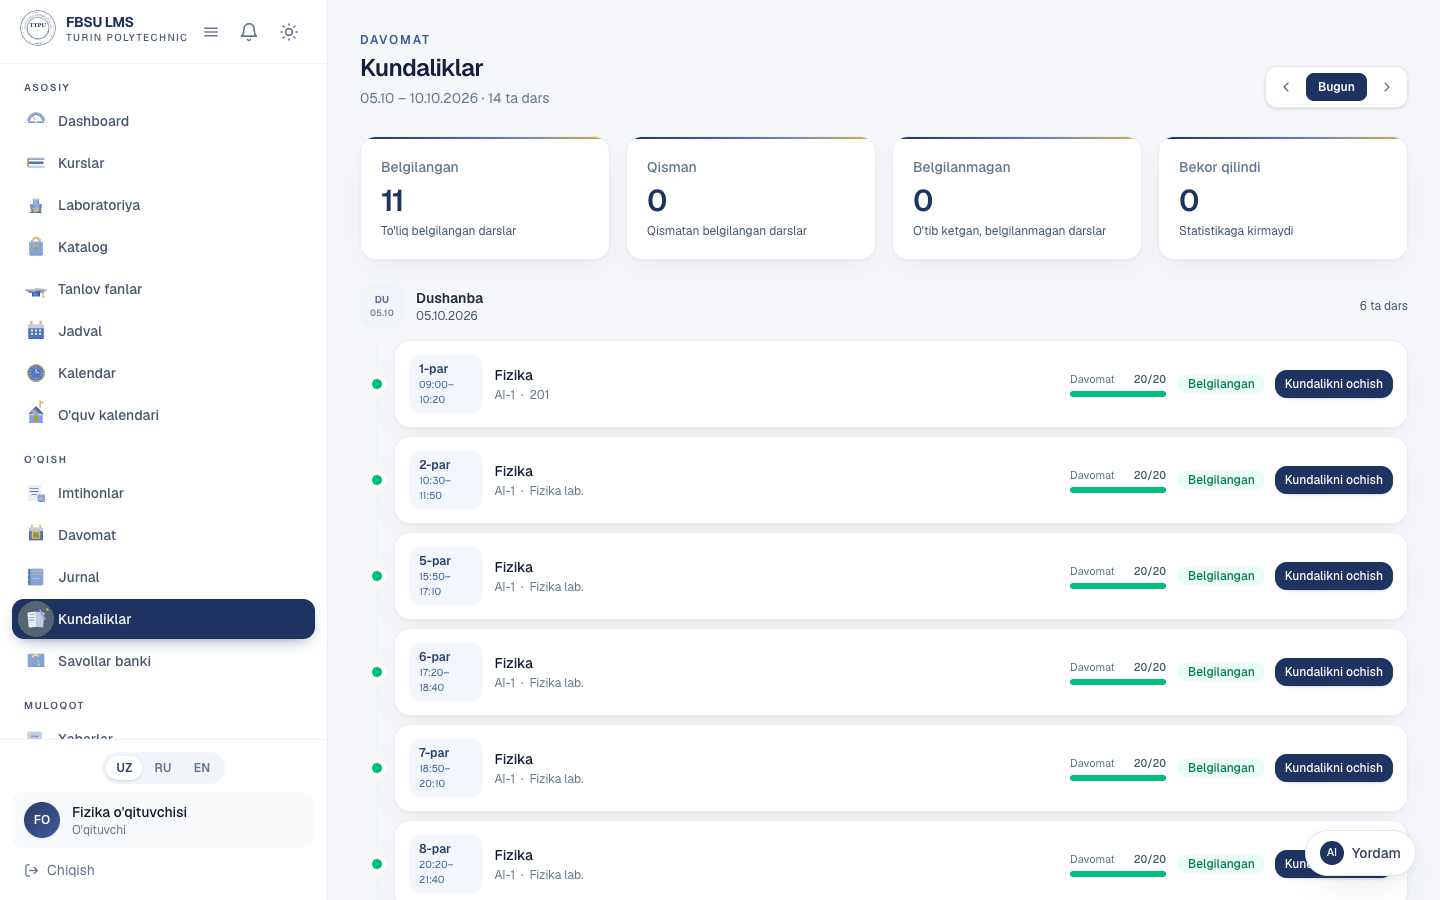 FBSU LMS
TURIN POLYTECHNIC
TTPU
ASOSIY
Dashboard
Kurslar
Laboratoriya
Katalog
Tanlov fanlar
Jadval
Kalendar
O'quv kalendari
O'QISH
Imtihonlar
Davomat
Jurnal
Kundaliklar
Savollar banki
MULOQOT
Xabarlar
UZ RU EN
FO
Fizika o'qituvchisi
O'qituvchi
Chiqish
DAVOMAT
Kundaliklar
05.10 – 10.10.2026 · 14 ta dars
Bugun
Belgilangan
11
To'liq belgilangan darslar
Qisman
0
Qismatan belgilangan darslar
Belgilanmagan
0
O'tib ketgan, belgilanmagan darslar
Bekor qilindi
0
Statistikaga kirmaydi
DU
05.10
Dushanba
05.10.2026
6 ta dars
1-par
09:00–
10:20
Fizika
AI-1 · 201
Davomat 20/20
Belgilangan
Kundalikni ochish
2-par
10:30–
11:50
Fizika
AI-1 · Fizika lab.
Davomat 20/20
Belgilangan
Kundalikni ochish
5-par
15:50–
17:10
Fizika
AI-1 · Fizika lab.
Davomat 20/20
Belgilangan
Kundalikni ochish
6-par
17:20–
18:40
Fizika
AI-1 · Fizika lab.
Davomat 20/20
Belgilangan
Kundalikni ochish
7-par
18:50–
20:10
Fizika
AI-1 · Fizika lab.
Davomat 20/20
Belgilangan
Kundalikni ochish
8-par
20:20–
21:40
Fizika
AI-1 · Fizika lab.
Davomat 20/20
Belgilangan
AI
Yordam